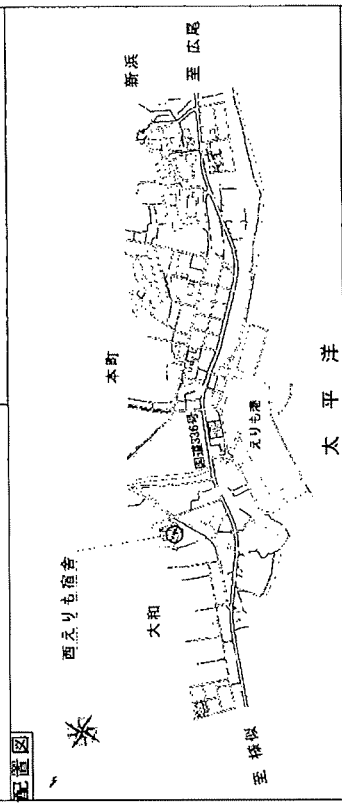 配置図
西えりも宿舎
大和
至 様似
国道336号
本町
えりも港
太平洋
新浜
至 広尾